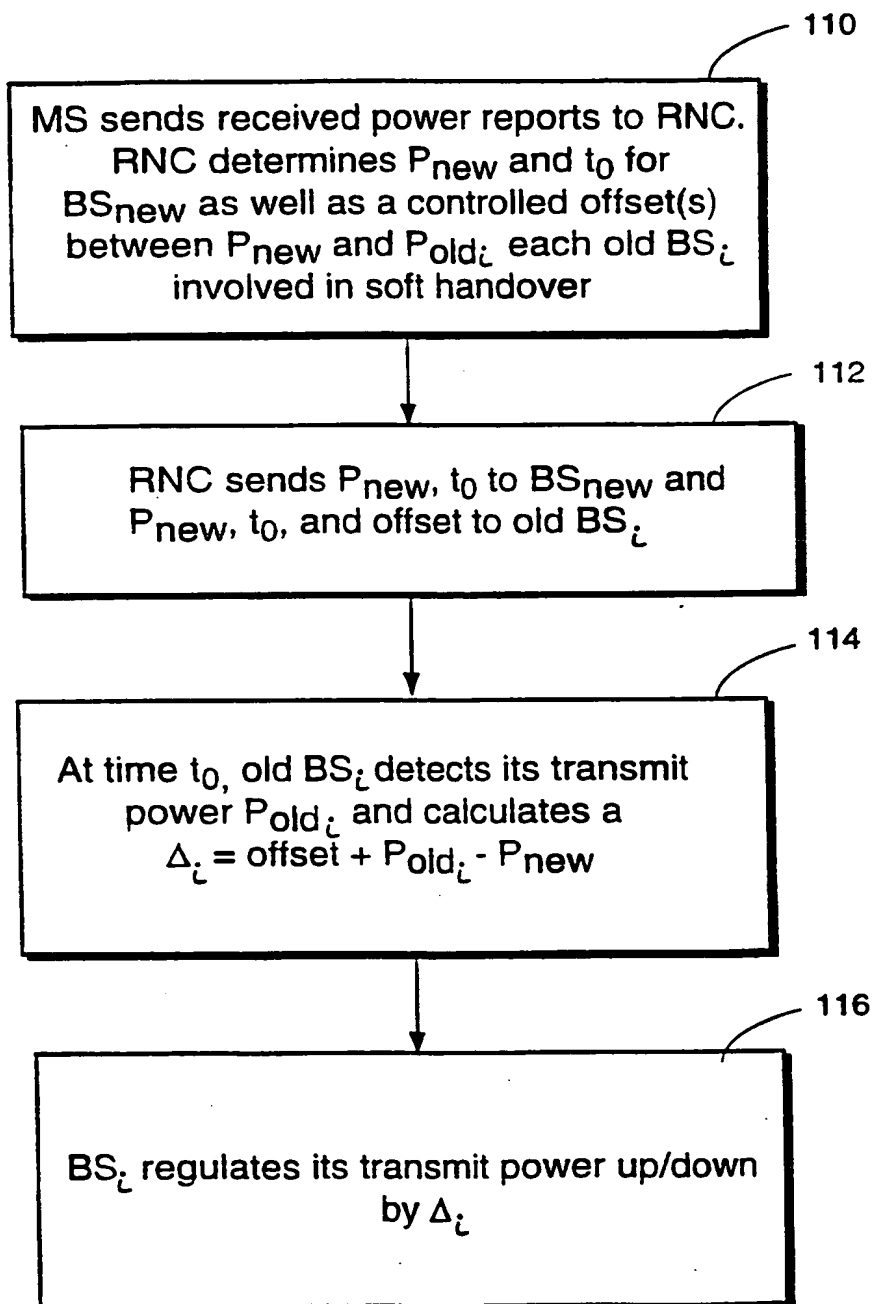 110
MS sends received power reports to RNC.
RNC determines Pnew and t0 for
BSnew as well as a controlled offset(s)
between Pnew and Poldi each old BSi
involved in soft handover
112
RNC sends Pnew, t0 to BSnew and
Pnew, t0, and offset to old BSi
114
At time t0, old BSi detects its transmit
power Poldi and calculates a
Δi = offset + Poldi - Pnew
116
BSi regulates its transmit power up/down
by Δi